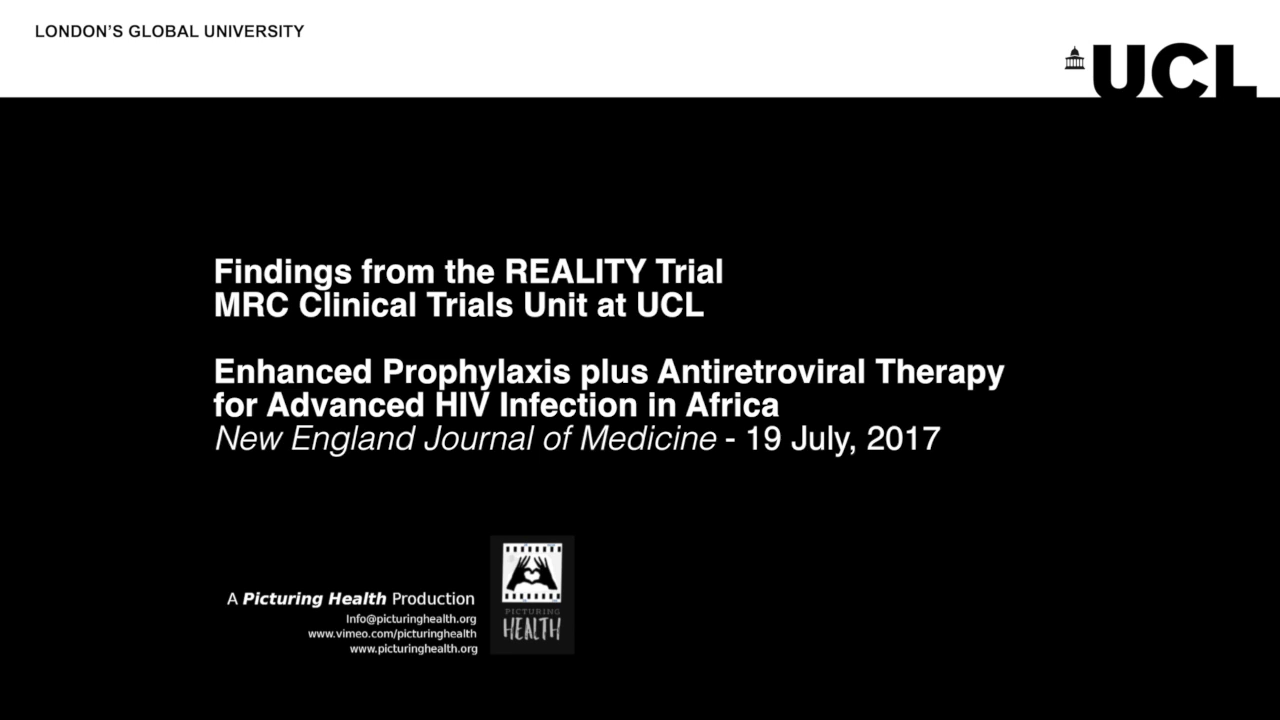 LONDON'S GLOBAL UNIVERSITY
UCL
Findings from the REALITY Trial
MRC Clinical Trials Unit at UCL
Enhanced Prophylaxis plus Antiretroviral Therapy
for Advanced HIV Infection in Africa
New England Journal of Medicine - 19 July, 2017
A Picturing Health Production
Info@picturinghealth.org
www.vimeo.com/picturinghealth
www.picturinghealth.org
PICTURING
HEALTH